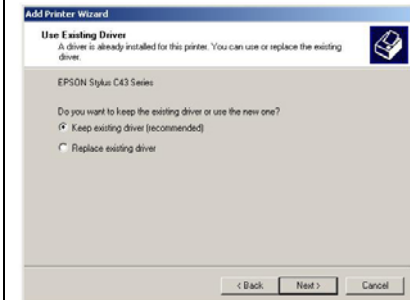 Add Printer Wizard
Use Existing Driver
A driver is already installed for this printer. You can use or replace the existing
driver.
EPSON Stylus C43 Series
Do you want to keep the existing driver or use the new one?
Keep existing driver (recommended)
Replace existing driver
< Back
Next >
Cancel